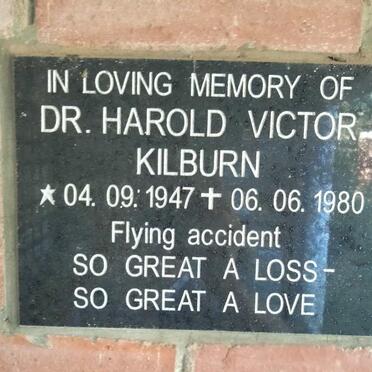 IN LOVING MEMORY OF
DR. HAROLD VICTOR
KILBURN
★ 04. 09. 1947 ✝ 06. 06. 1980
Flying accident
SO GREAT A LOSS -
SO GREAT A LOVE